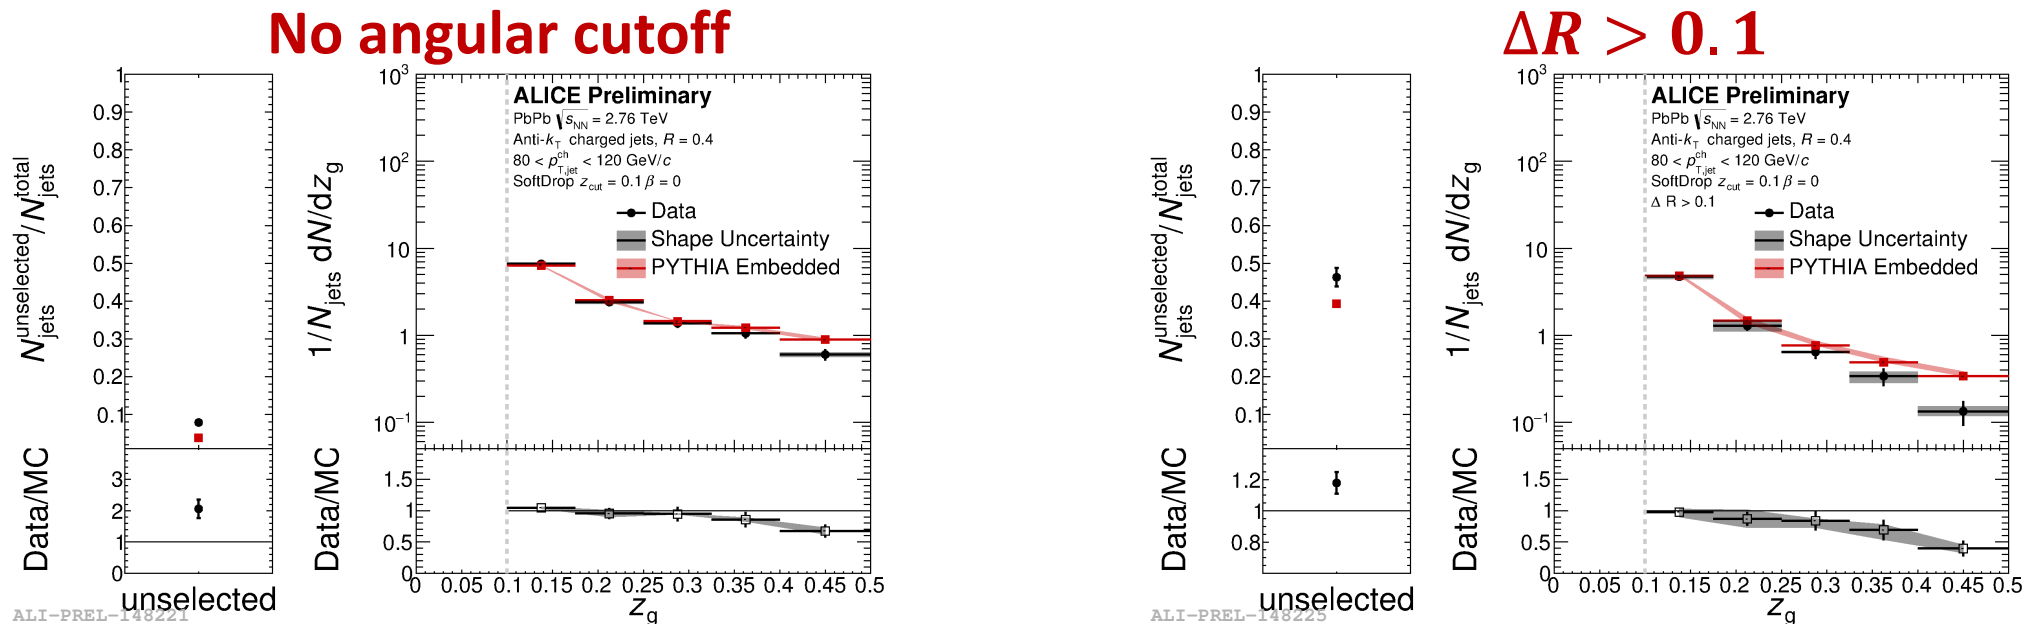 No angular cutoff
N_jets^unselected / N_jets^total
1
0.9
0.8
0.7
0.6
0.5
0.4
0.3
0.2
0.1
Data/MC
3
2
1
0
unselected
1/N_jets dN/dz_g
10³
10²
10
1
10⁻¹
ALICE Preliminary
PbPb √s_NN = 2.76 TeV
Anti-k_T charged jets, R = 0.4
80 < p_T,jet^ch < 120 GeV/c
SoftDrop z_cut = 0.1 β = 0
Data
Shape Uncertainty
PYTHIA Embedded
Data/MC
1.5
1
0.5
0
0 0.05 0.1 0.15 0.2 0.25 0.3 0.35 0.4 0.45 0.5
z_g
ALI-PREL-148221
ΔR > 0.1
N_jets^unselected / N_jets^total
1
0.9
0.8
0.7
0.6
0.5
0.4
0.3
0.2
0.1
Data/MC
1.2
1
0.8
unselected
1/N_jets dN/dz_g
10³
10²
10
1
10⁻¹
ALICE Preliminary
PbPb √s_NN = 2.76 TeV
Anti-k_T charged jets, R = 0.4
80 < p_T,jet^ch < 120 GeV/c
SoftDrop z_cut = 0.1 β = 0
Δ R > 0.1
Data
Shape Uncertainty
PYTHIA Embedded
Data/MC
1.5
1
0.5
0
0 0.05 0.1 0.15 0.2 0.25 0.3 0.35 0.4 0.45 0.5
z_g
ALI-PREL-148225